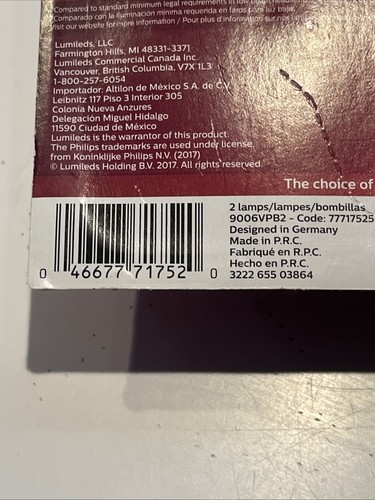 Compared to standard minimum legal requirements in low beam
Comparado con la iluminación mínima requerida en faros con luz baja.
Visit our website for more information / Pour plus d'information sur nos
Lumileds, LLC
Farmington Hills, MI 48331-3371
Lumileds Commercial Canada Inc.
Vancouver, British Columbia, V7X 1L3
1-800-257-6054
Importador: Altilon de México S.A. de C.V.
Leibnitz 117 Piso 3 Interior 305
Colonia Nueva Anzures
Delegación Miguel Hidalgo
11590 Ciudad de México
Lumileds is the warrantor of this product.
The Philips trademarks are used under license
from Koninklijke Philips N.V. (2017)
© Lumileds Holding B.V. 2017. All rights reserved.
The choice of
2 lamps/lampes/bombillas
9006VPB2 - Code: 77717525
Designed in Germany
Made in P.R.C.
Fabriqué en R.P.C.
Hecho en P.R.C.
3222 655 03864
0 46677 71752 0